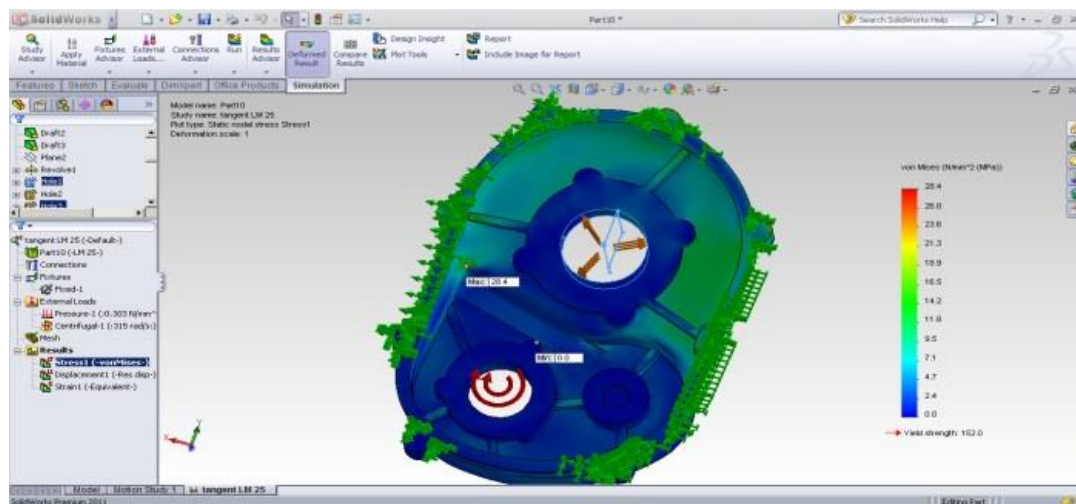 SolidWorks
Part10 *
Search SolidWorks Help
Study Advisor
Apply Material
Fixtures Advisor
External Loads...
Connections Advisor
Run
Results Advisor
Deformed Result
Compare Results
Design Insight
Plot Tools
Report
Include Image for Report
Features
Sketch
Evaluate
DimXpert
Office Products
Simulation
Model name: Part10
Study name: tangent LM 25
Plot type: Static nodal stress Stress1
Deformation scale: 1
Draft2
Draft3
Plane2
Revolve1
Hole1
Hole2
tangent LM 25 (-Default-)
Part10 (-LM 25-)
Connections
Fixtures
Fixed-1
External Loads
Pressure-1 (:0.303 N/mm^
Centrifugal-1 (:315 rad/s:)
Mesh
Results
Stress1 (-vonMises-)
Displacement1 (-Res disp-)
Strain1 (-Equivalent-)
Max: 28.4
Min: 0.0
von Mises (N/mm^2 (MPa))
28.4
26.0
23.6
21.3
18.9
16.5
14.2
11.8
9.5
7.1
4.7
2.4
0.0
Yield strength: 152.0
Model
Motion Study 1
tangent LM 25
SolidWorks Premium 2011
Editing Part